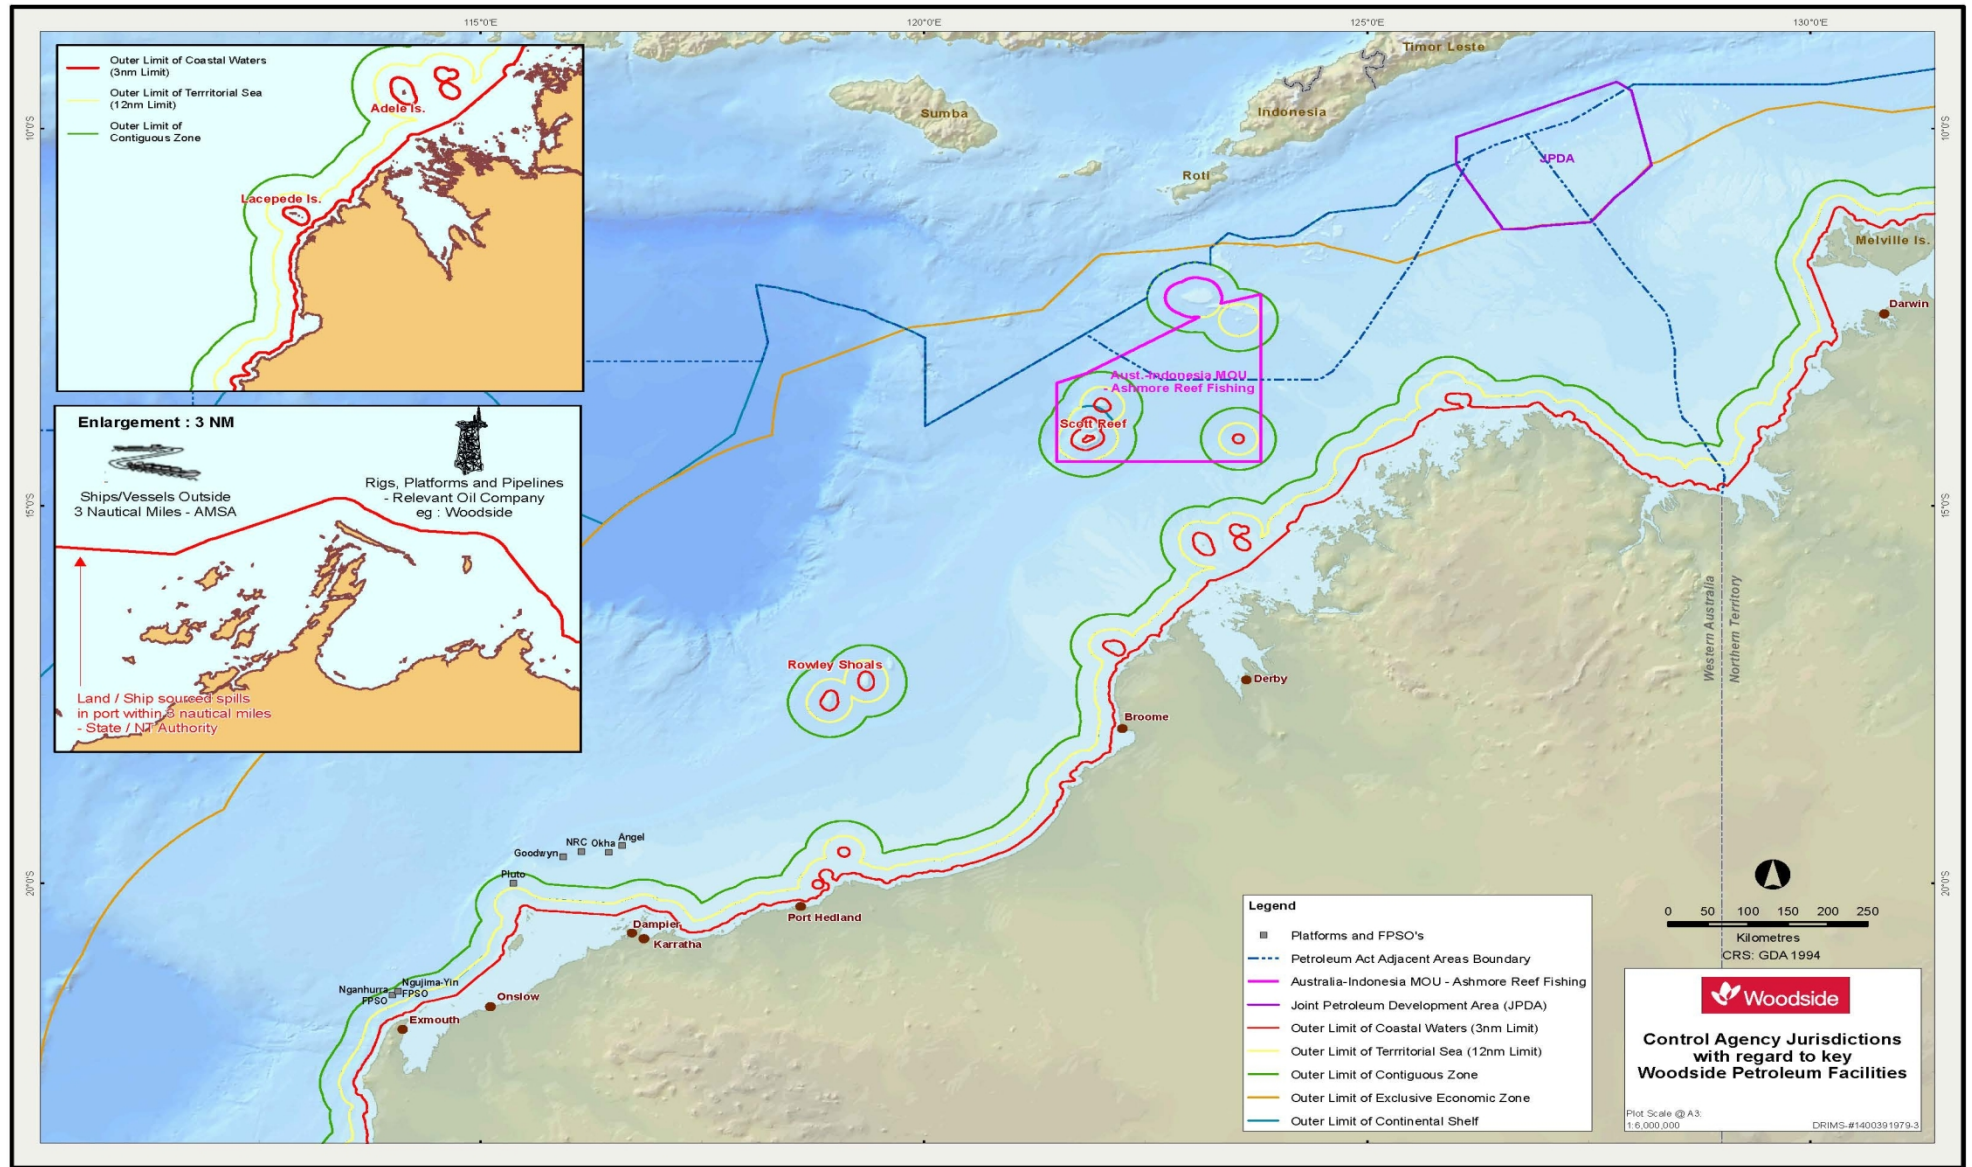 115°0'E
120°0'E
125°0'E
130°0'E
10°0'S
15°0'S
20°0'S
10°0'S
15°0'S
20°0'S
Outer Limit of Coastal Waters
(3nm Limit)
Outer Limit of Terrritorial Sea
(12nm Limit)
Outer Limit of
Contiguous Zone
Adele Is.
Lacepede Is.
Enlargement : 3 NM
Ships/Vessels Outside
3 Nautical Miles - AMSA
Rigs, Platforms and Pipelines
- Relevant Oil Company
eg : Woodside
Land / Ship sourced spills
in port within 3 nautical miles
- State / NT Authority
Timor Leste
Sumba
Indonesia
Roti
JPDA
Melville Is.
Darwin
Aust.-Indonesia MOU
- Ashmore Reef Fishing
Scott Reef
Western Australia
Northern Territory
Rowley Shoals
Derby
Broome
Angel
NRC
Okha
Goodwyn
Pluto
Dampier
Karratha
Port Hedland
Nganhurra
FPSO
Ngujima-Yin
FPSO
Onslow
Exmouth
Legend
Platforms and FPSO's
Petroleum Act Adjacent Areas Boundary
Australia-Indonesia MOU - Ashmore Reef Fishing
Joint Petroleum Development Area (JPDA)
Outer Limit of Coastal Waters (3nm Limit)
Outer Limit of Terrritorial Sea (12nm Limit)
Outer Limit of Contiguous Zone
Outer Limit of Exclusive Economic Zone
Outer Limit of Continental Shelf
0 50 100 150 200 250
Kilometres
CRS: GDA 1994
Woodside
Control Agency Jurisdictions
with regard to key
Woodside Petroleum Facilities
Plot Scale @ A3:
1:6,000,000
DRIMS-#1400391979-3